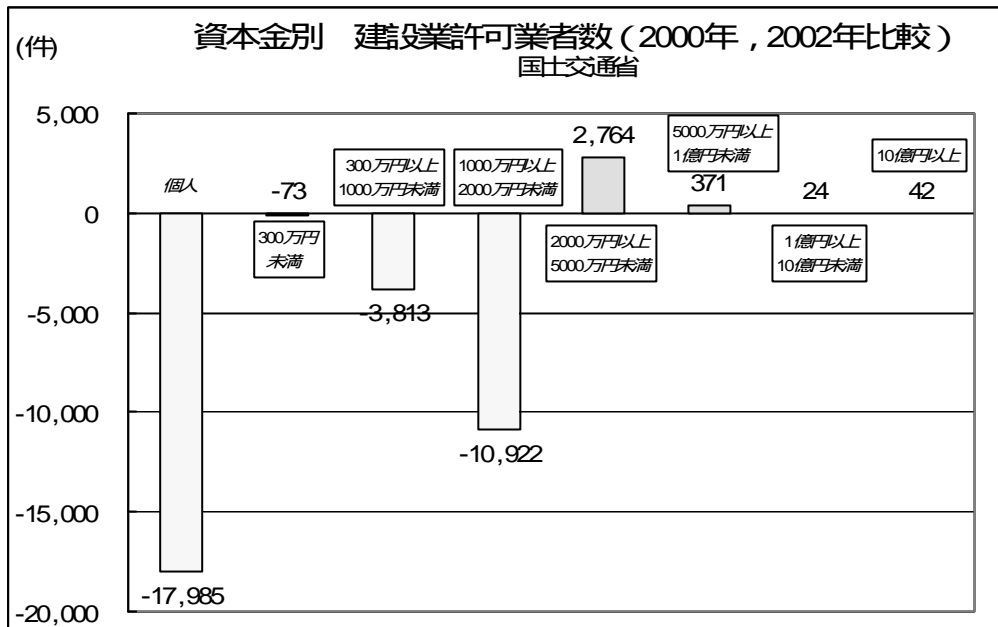 資本金別　建設業許可業者数（2000年，2002年比較）
(件)
国土交通省
5,000
0
-5,000
-10,000
-15,000
-20,000
個人
-17,985
-73
300万円
未満
300万円以上
1000万円未満
-3,813
1000万円以上
2000万円未満
-10,922
2,764
2000万円以上
5000万円未満
5000万円以上
1億円未満
371
24
1億円以上
10億円未満
10億円以上
42